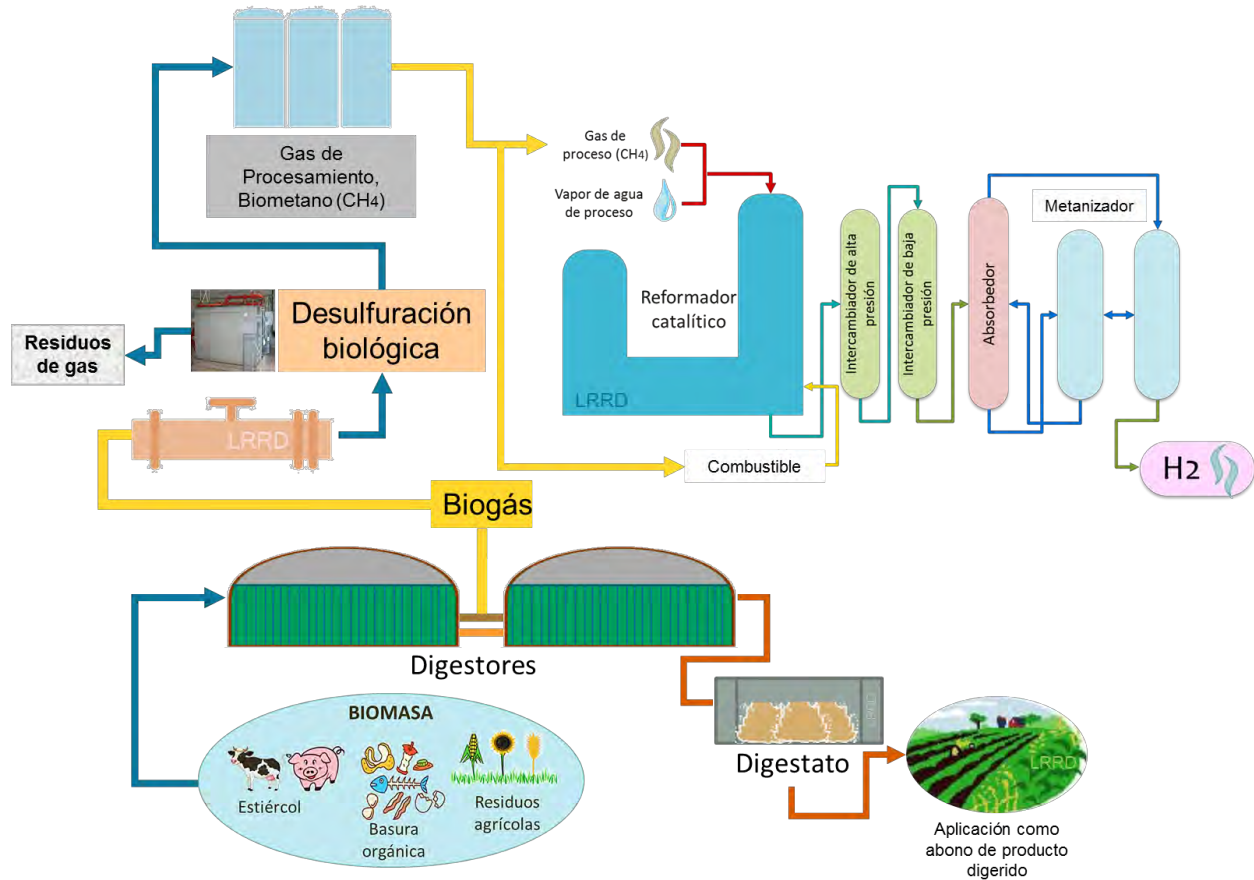 Gas de
Procesamiento,
Biometano (CH4)
Gas de
proceso (CH4)
Vapor de agua
de proceso
Reformador
catalítico
LRRD
Intercambiador de alta
presión
Intercambiador de baja
presión
Absorbedor
Metanizador
H2
Desulfuración
biológica
Residuos
de gas
LRRD
Combustible
Biogás
Digestores
BIOMASA
Estiércol
Basura
orgánica
Residuos
agrícolas
LRRD
Digestato
LRRD
Aplicación como
abono de producto
digerido